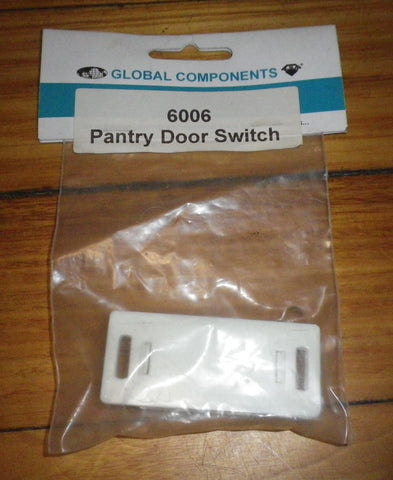 GLOBAL COMPONENTS
6006
Pantry Door Switch